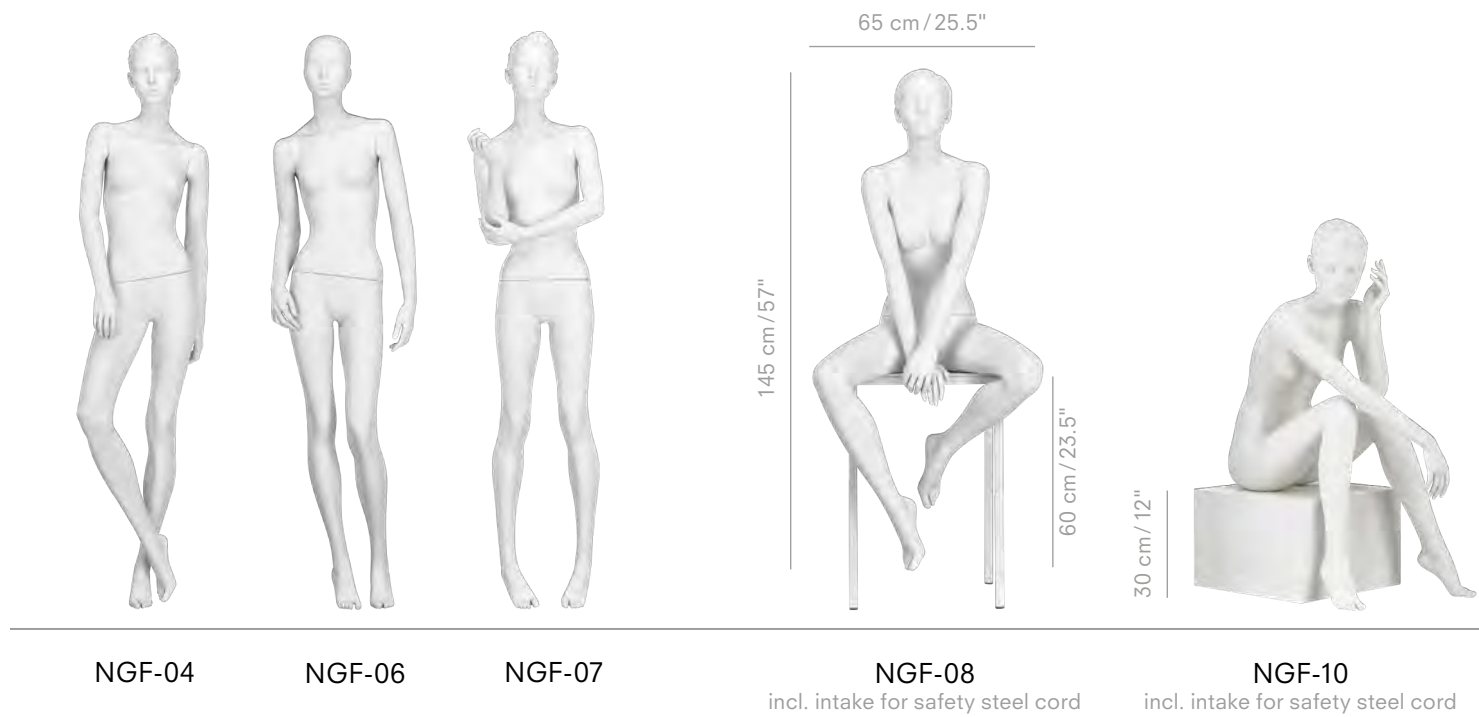 65 cm / 25.5"
145 cm / 57"
60 cm / 23.5"
30 cm / 12"
NGF-04
NGF-06
NGF-07
NGF-08
incl. intake for safety steel cord
NGF-10
incl. intake for safety steel cord